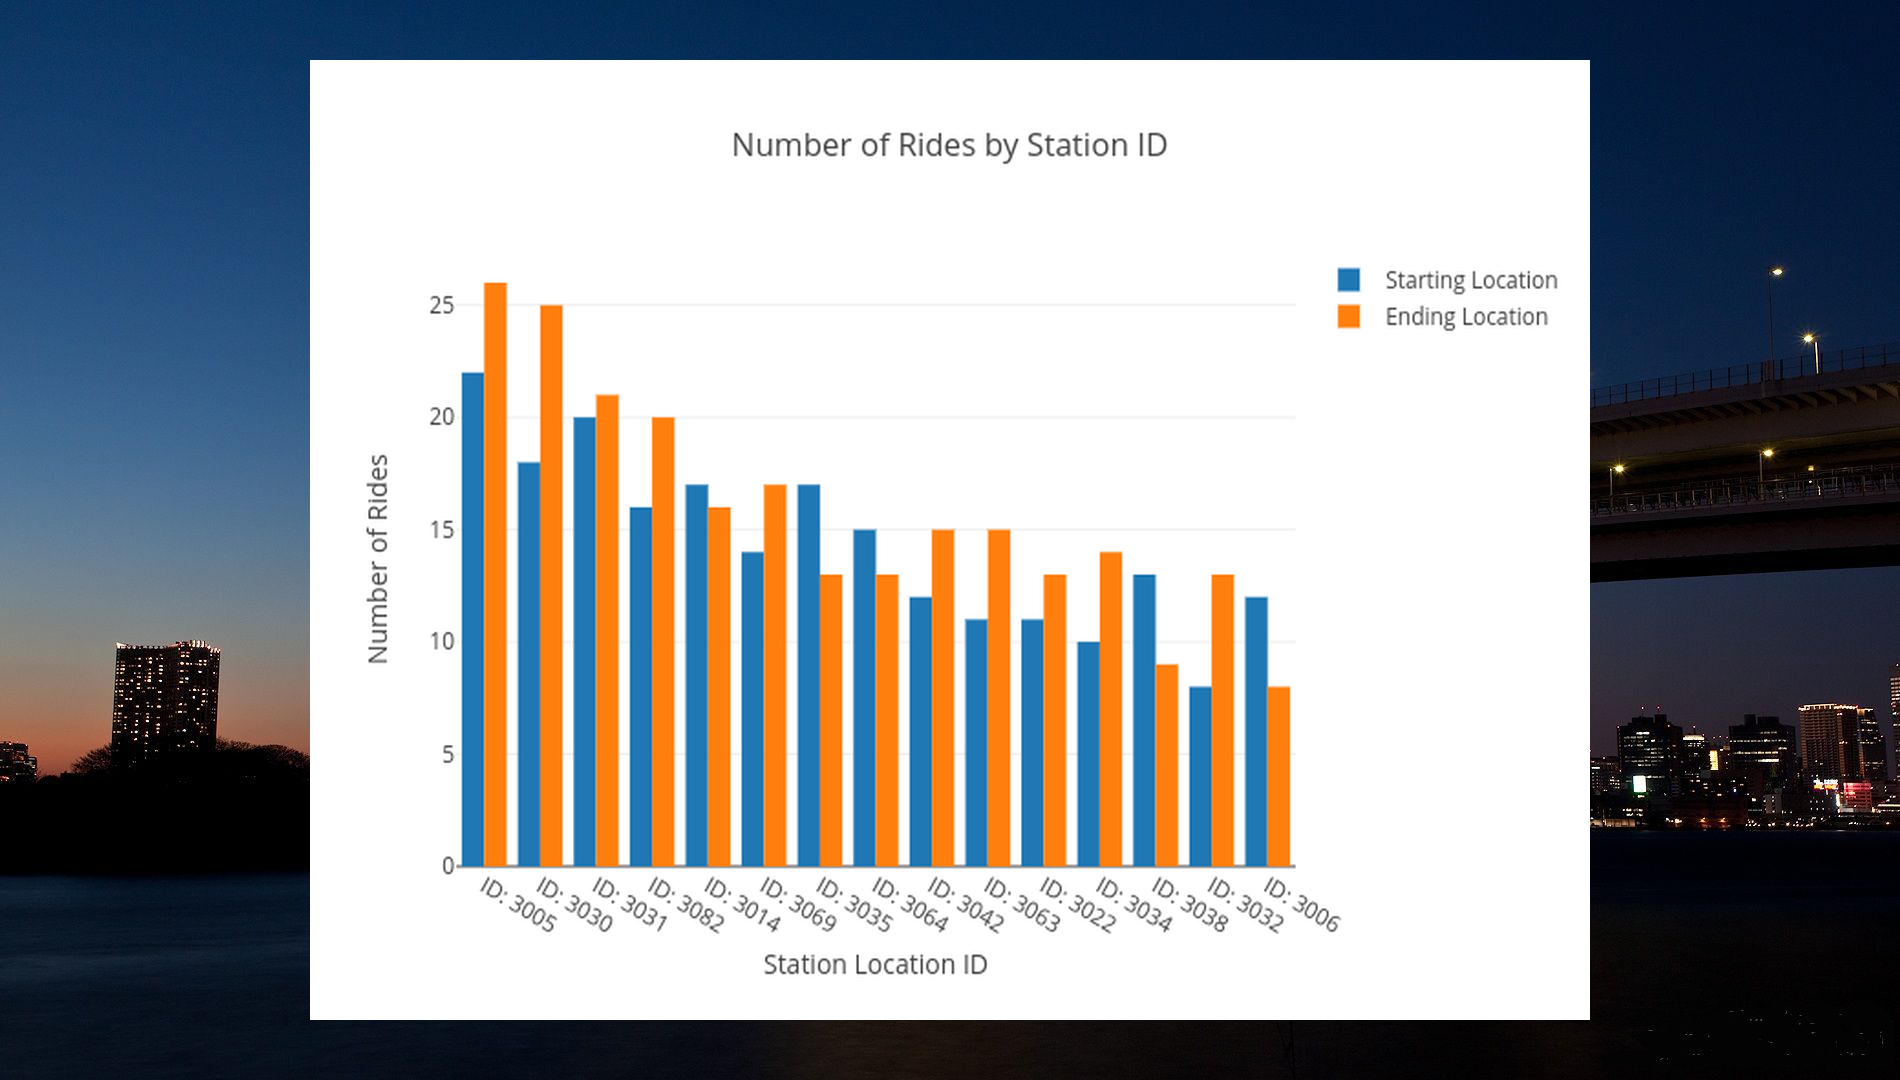 Number of Rides by Station ID
Starting Location
Ending Location
Number of Rides
25
20
15
10
5
0
ID: 3005
ID: 3030
ID: 3031
ID: 3082
ID: 3014
ID: 3069
ID: 3035
ID: 3064
ID: 3042
ID: 3063
ID: 3022
ID: 3034
ID: 3038
ID: 3032
ID: 3006
Station Location ID